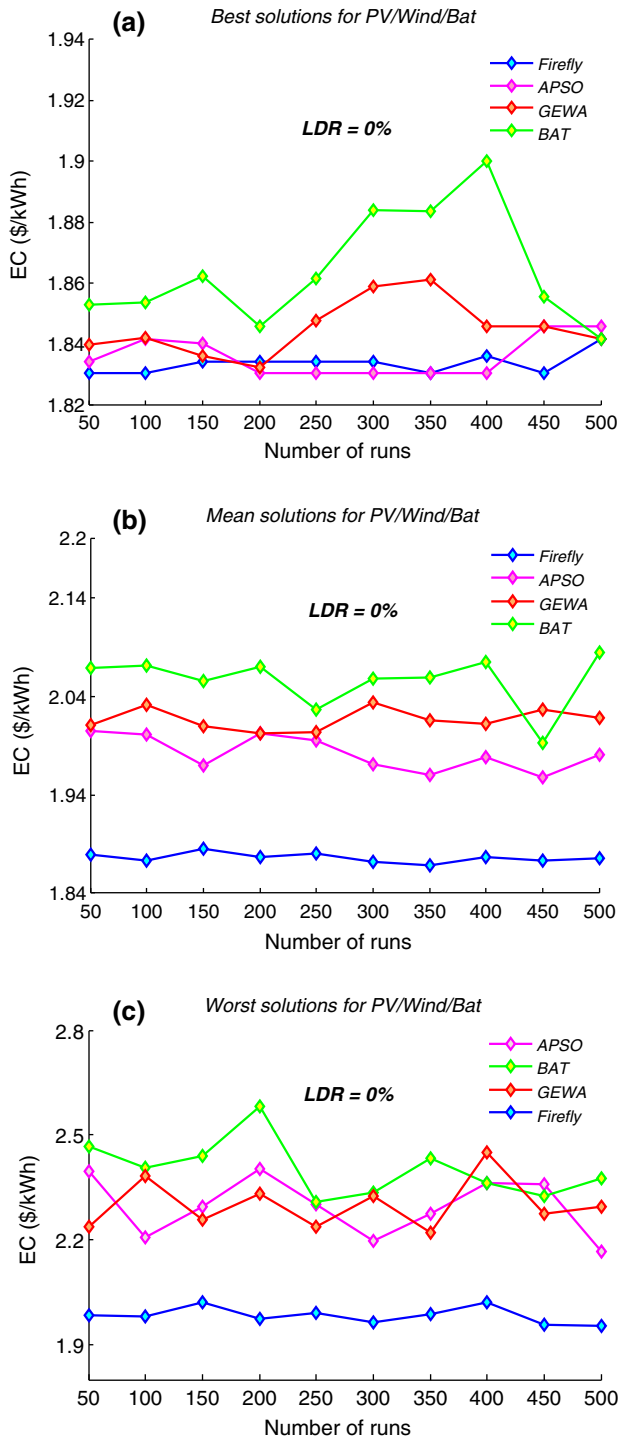 (a) Best solutions for PV/Wind/Bat
1.94
1.92
1.9
1.88
1.86
1.84
1.82
EC ($/kWh)
LDR = 0%
Firefly
APSO
GEWA
BAT
50 100 150 200 250 300 350 400 450 500
Number of runs
(b) Mean solutions for PV/Wind/Bat
2.2
2.14
2.04
1.94
1.84
EC ($/kWh)
LDR = 0%
Firefly
APSO
GEWA
BAT
50 100 150 200 250 300 350 400 450 500
Number of runs
(c) Worst solutions for PV/Wind/Bat
2.8
2.5
2.2
1.9
EC ($/kWh)
LDR = 0%
APSO
BAT
GEWA
Firefly
50 100 150 200 250 300 350 400 450 500
Number of runs